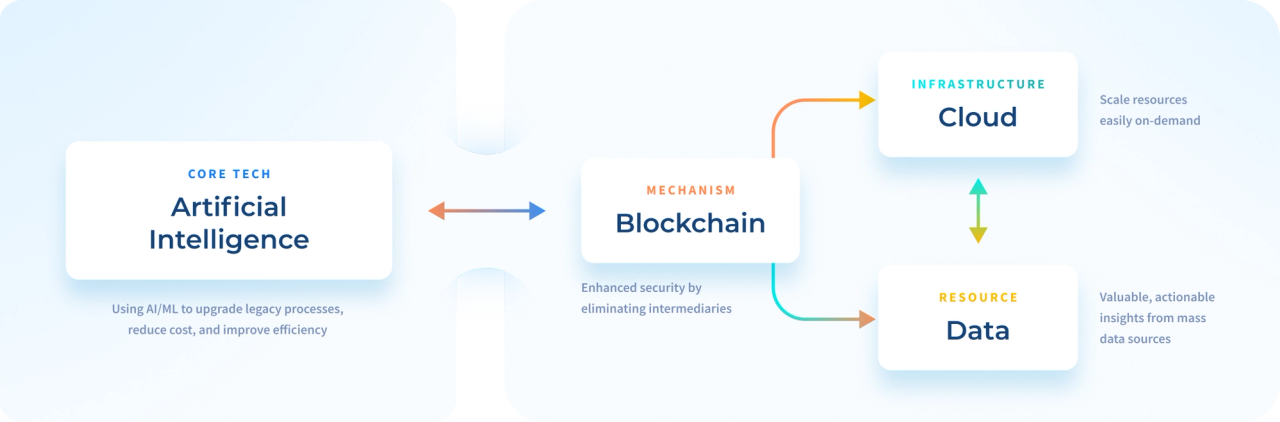 CORE TECH
Artificial
Intelligence
Using AI/ML to upgrade legacy processes,
reduce cost, and improve efficiency
MECHANISM
Blockchain
Enhanced security by
eliminating intermediaries
INFRASTRUCTURE
Cloud
Scale resources
easily on-demand
RESOURCE
Data
Valuable, actionable
insights from mass
data sources